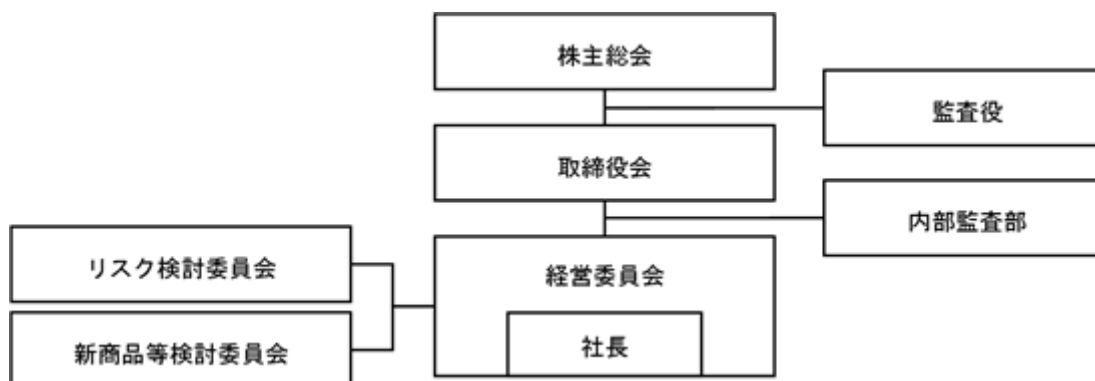 株主総会
監査役
取締役会
内部監査部
リスク検討委員会
経営委員会
新商品等検討委員会
社長